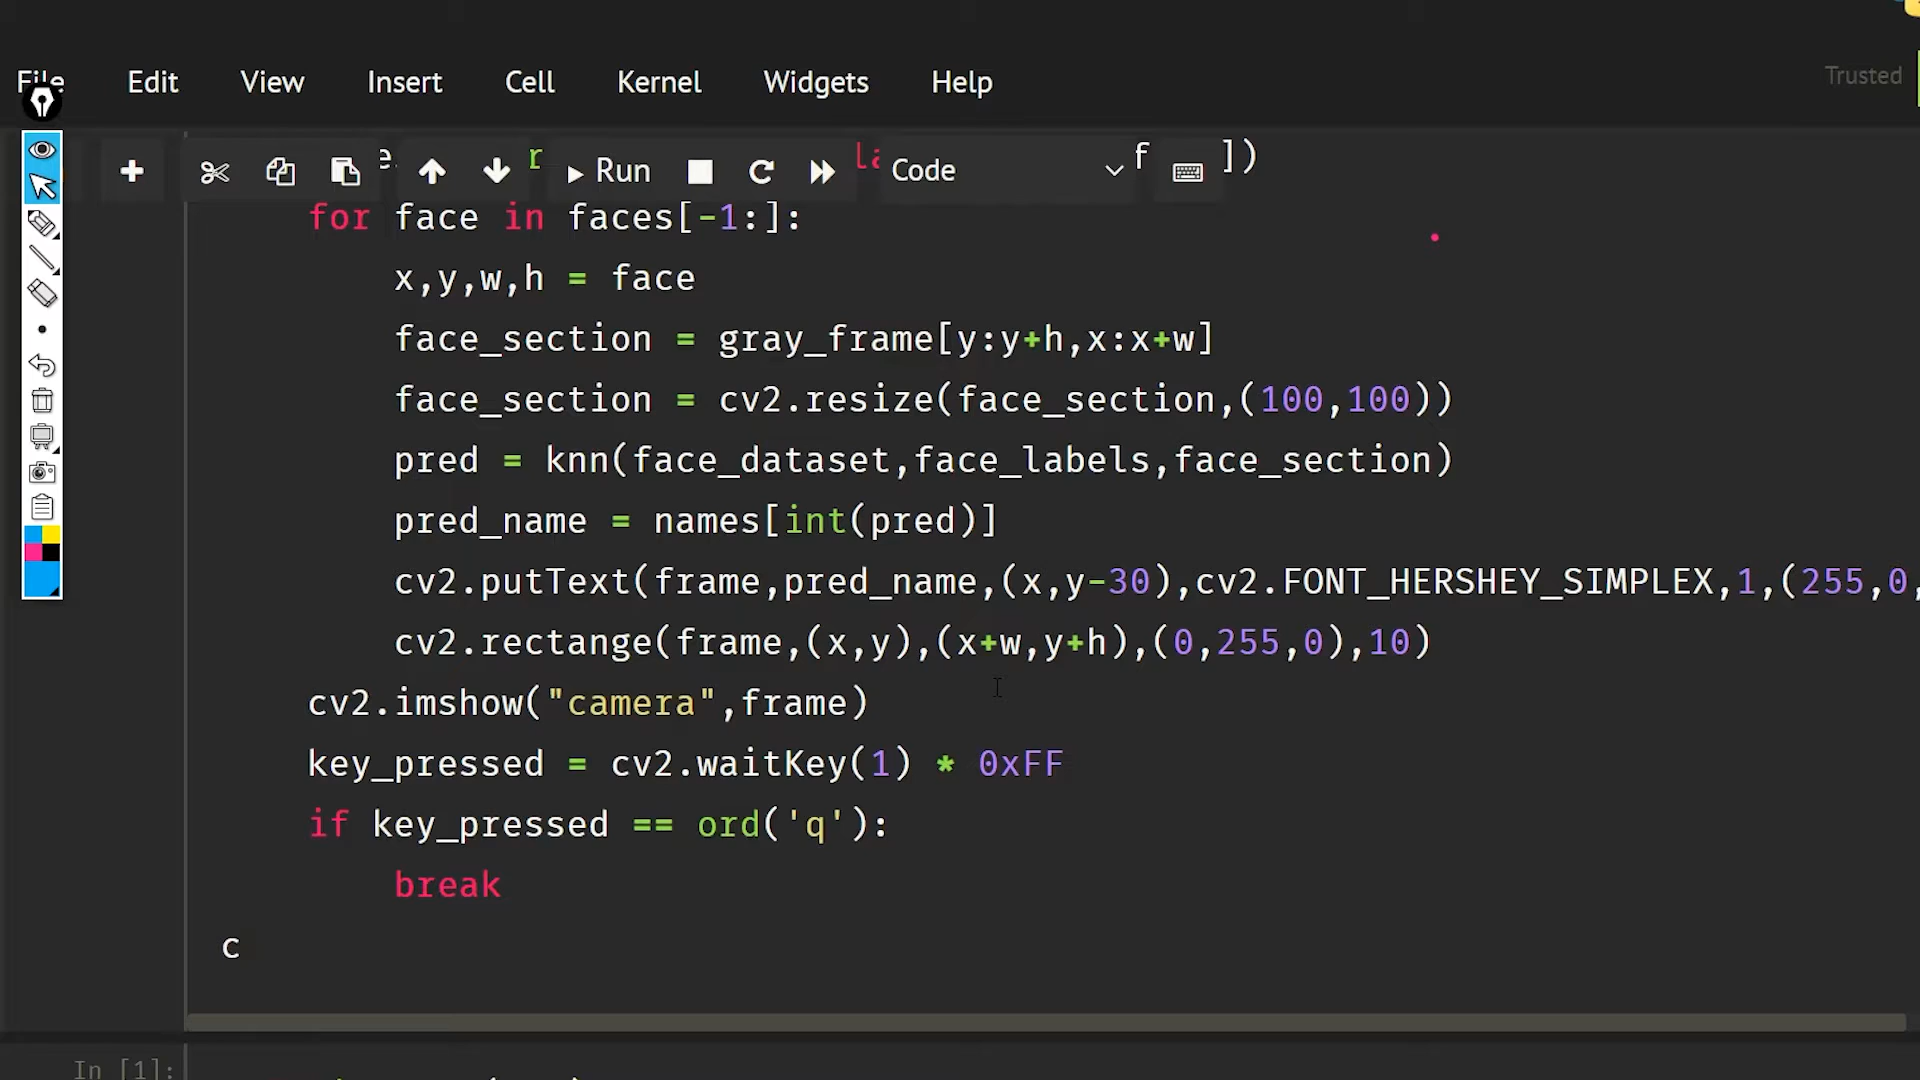 File Edit View Insert Cell Kernel Widgets Help
Trusted
Run Code
for face in faces[-1:]:
x,y,w,h = face
face_section = gray_frame[y:y+h,x:x+w]
face_section = cv2.resize(face_section,(100,100))
pred = knn(face_dataset,face_labels,face_section)
pred_name = names[int(pred)]
cv2.putText(frame,pred_name,(x,y-30),cv2.FONT_HERSHEY_SIMPLEX,1,(255,0,
cv2.rectange(frame,(x,y),(x+w,y+h),(0,255,0),10)
cv2.imshow("camera",frame)
key_pressed = cv2.waitKey(1) * 0xFF
if key_pressed == ord('q'):
break
c
In [1]: